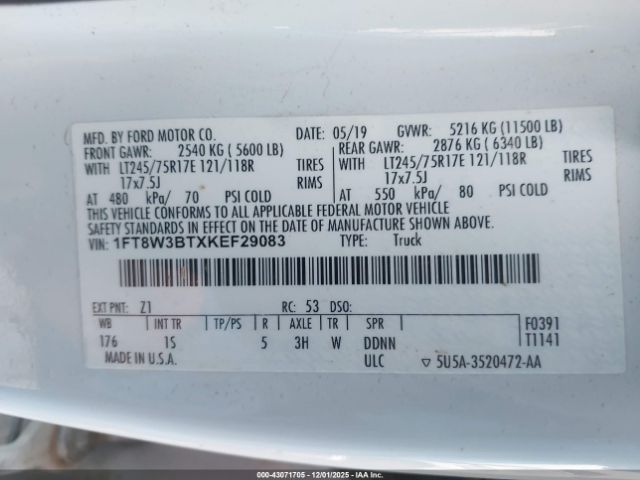 MFD. BY FORD MOTOR CO. DATE: 05/19 GVWR: 5216 KG (11500 LB)
FRONT GAWR: 2540 KG ( 5600 LB) REAR GAWR: 2876 KG ( 6340 LB)
WITH LT245/75R17E 121/118R TIRES WITH LT245/75R17E 121/118R TIRES
17x7.5J RIMS 17x7.5J RIMS
AT 480 kPa/ 70 PSI COLD AT 550 kPa/ 80 PSI COLD
THIS VEHICLE CONFORMS TO ALL APPLICABLE FEDERAL MOTOR VEHICLE
SAFETY STANDARDS IN EFFECT ON THE DATE OF MANUFACTURE SHOWN ABOVE.
VIN: 1FT8W3BTXKEF29083 TYPE: Truck
EXT PNT: Z1 RC: 53 DSO:
WB INT TR TP/PS R AXLE TR SPR F0391
176 1S 5 3H W DDNN T1141
MADE IN U.S.A. ULC ▽ 5U5A-3520472-AA
000-43071705 - 12/01/2025 - IAAI.COM